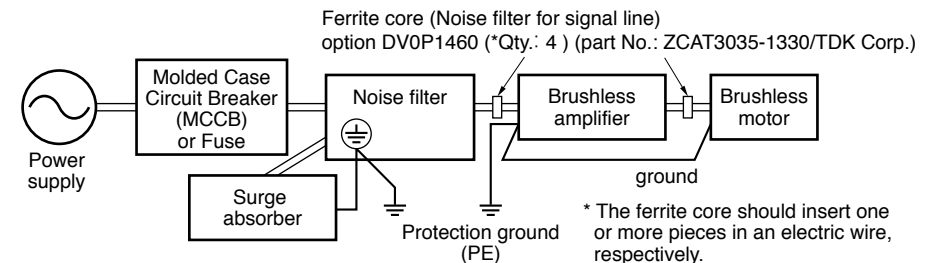 Ferrite core (Noise filter for signal line)
option DV0P1460 (*Qty.: 4 ) (part No.: ZCAT3035-1330/TDK Corp.)
Molded Case
Circuit Breaker
(MCCB)
or Fuse
Noise filter
Brushless
amplifier
Brushless
motor
Power
supply
Surge
absorber
ground
Protection ground
(PE)
* The ferrite core should insert one
or more pieces in an electric wire,
respectively.